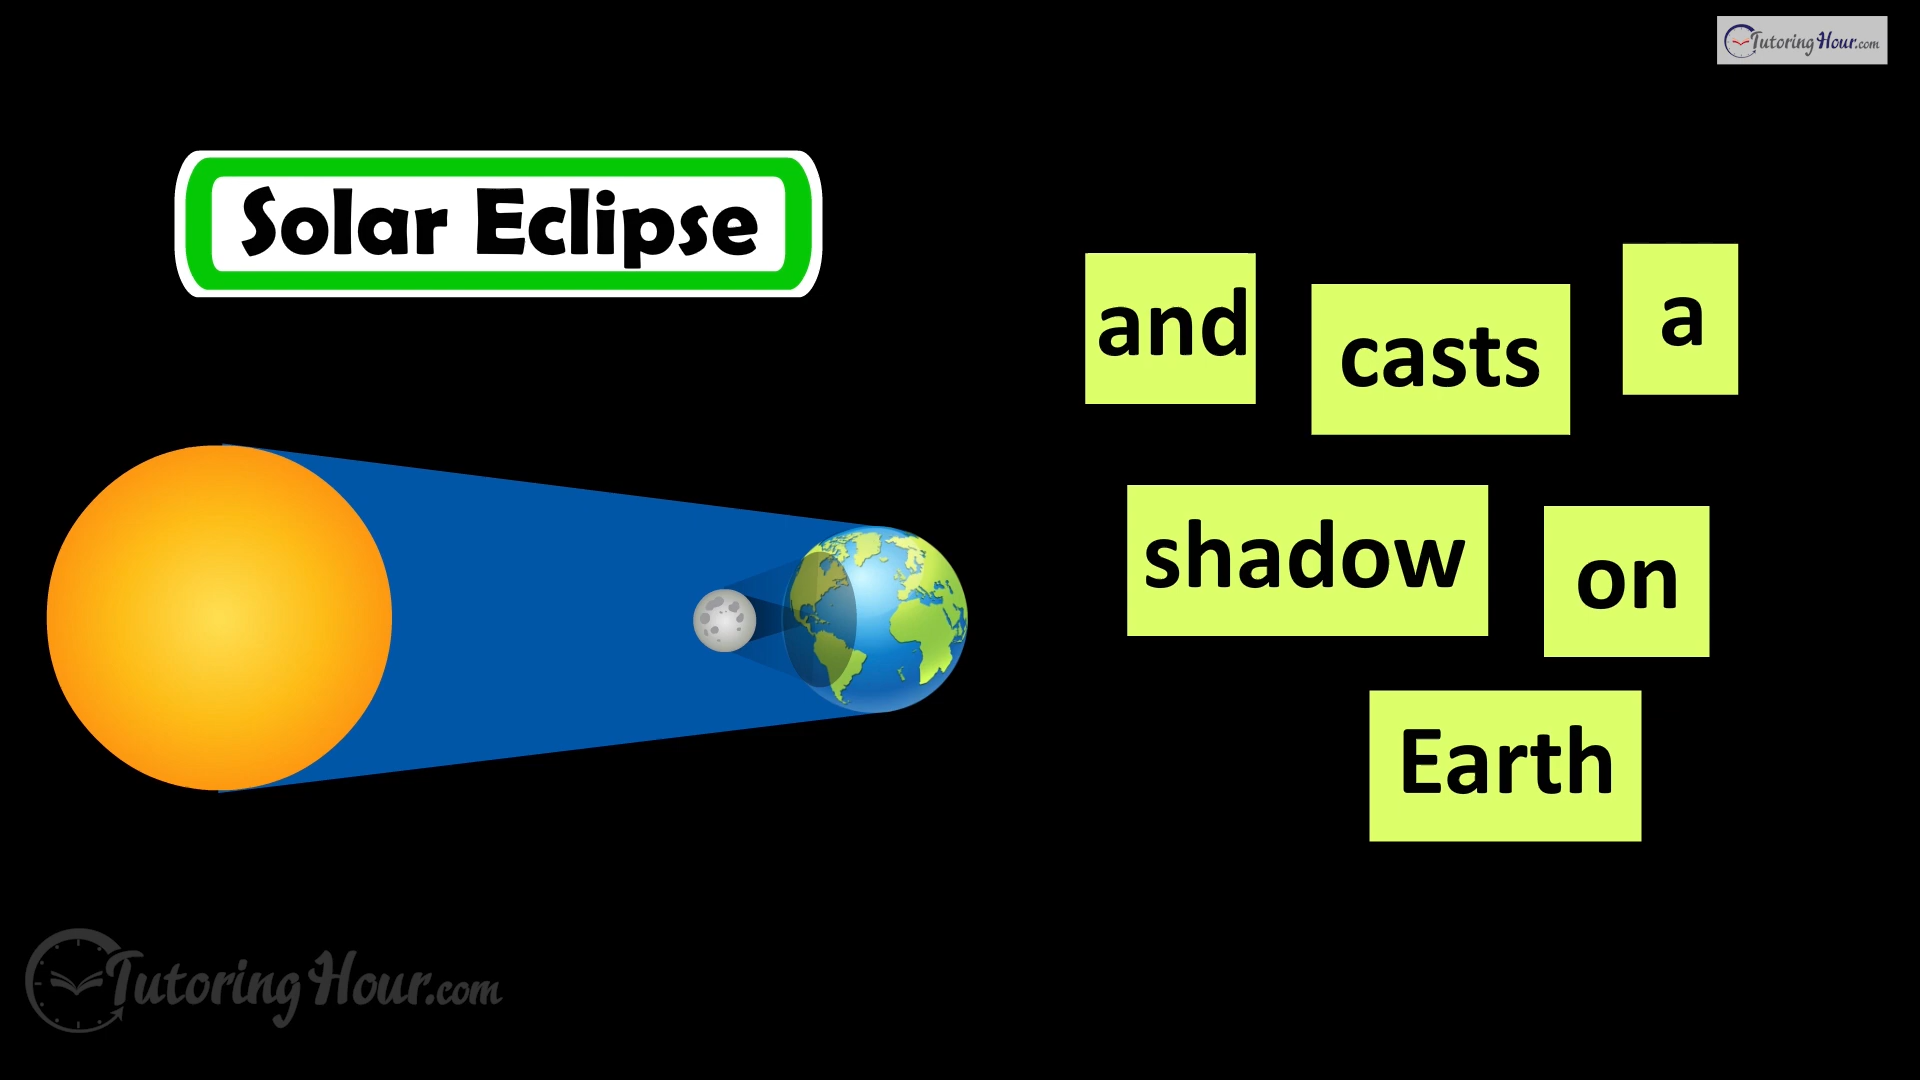 TutoringHour.com
Solar Eclipse
and casts a
shadow on
Earth
TutoringHour.com